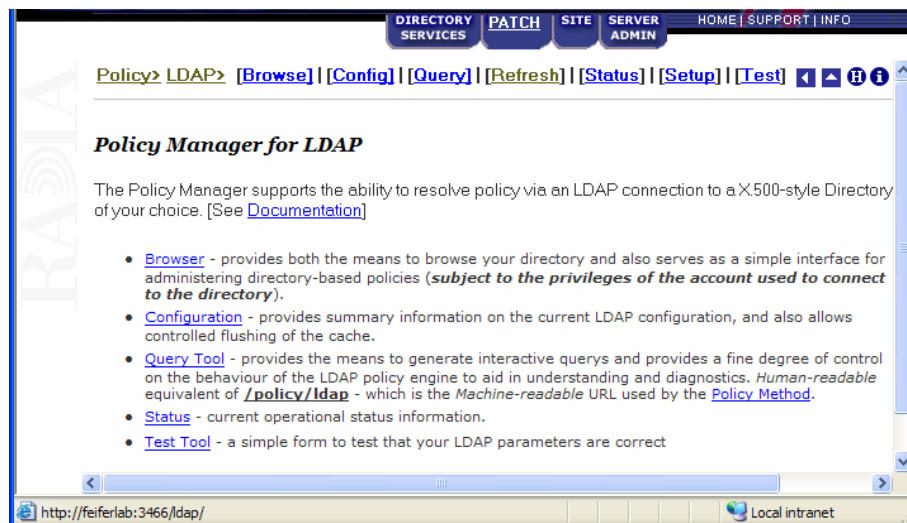 DIRECTORY SERVICES PATCH SITE SERVER ADMIN HOME | SUPPORT | INFO
Policy> LDAP> [Browse] | [Config] | [Query] | [Refresh] | [Status] | [Setup] | [Test]
RADIA
Policy Manager for LDAP
The Policy Manager supports the ability to resolve policy via an LDAP connection to a X.500-style Directory
of your choice. [See Documentation]
• Browser - provides both the means to browse your directory and also serves as a simple interface for
administering directory-based policies (subject to the privileges of the account used to connect
to the directory).
• Configuration - provides summary information on the current LDAP configuration, and also allows
controlled flushing of the cache.
• Query Tool - provides the means to generate interactive querys and provides a fine degree of control
on the behaviour of the LDAP policy engine to aid in understanding and diagnostics. Human-readable
equivalent of /policy/ldap - which is the Machine-readable URL used by the Policy Method.
• Status - current operational status information.
• Test Tool - a simple form to test that your LDAP parameters are correct
http://feiferlab:3466/ldap/ Local intranet